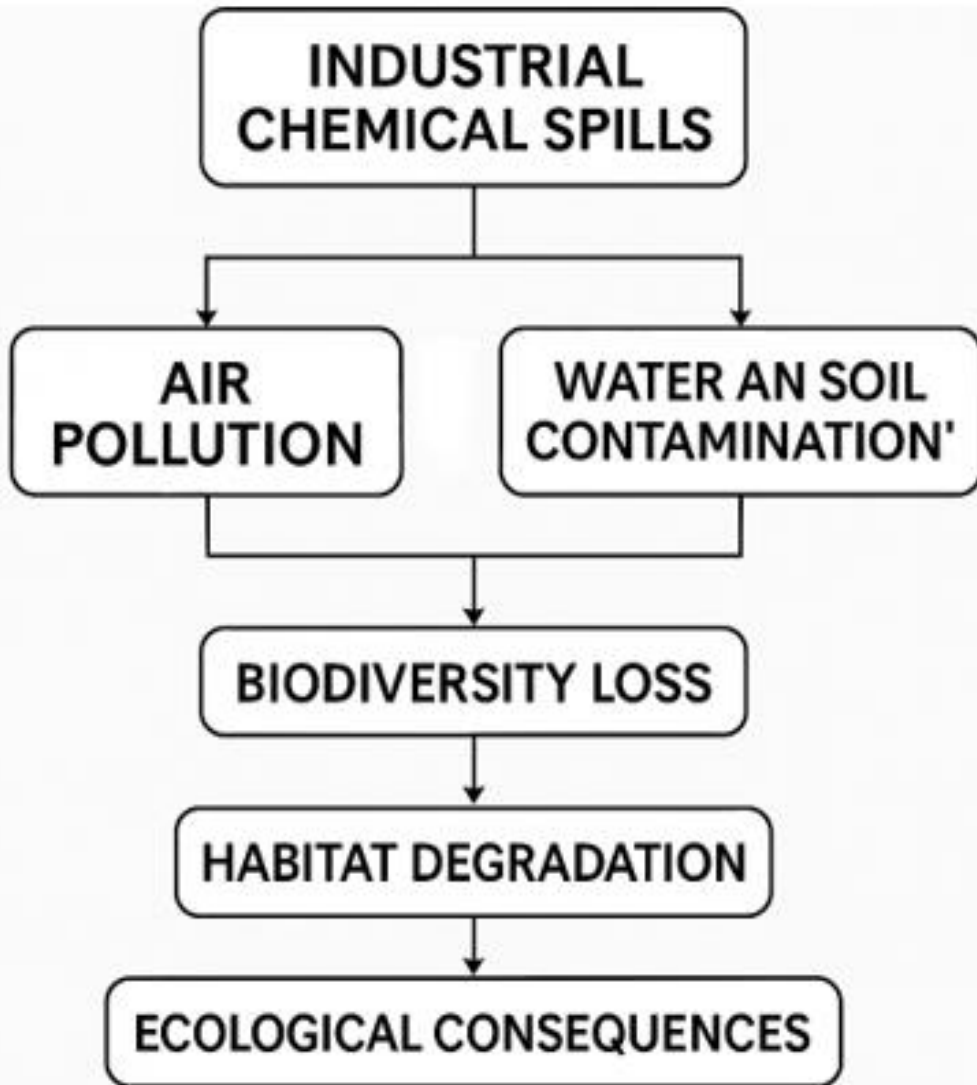 INDUSTRIAL
CHEMICAL SPILLS
AIR
POLLUTION
WATER AN SOIL
CONTAMINATION'
BIODIVERSITY LOSS
HABITAT DEGRADATION
ECOLOGICAL CONSEQUENCES